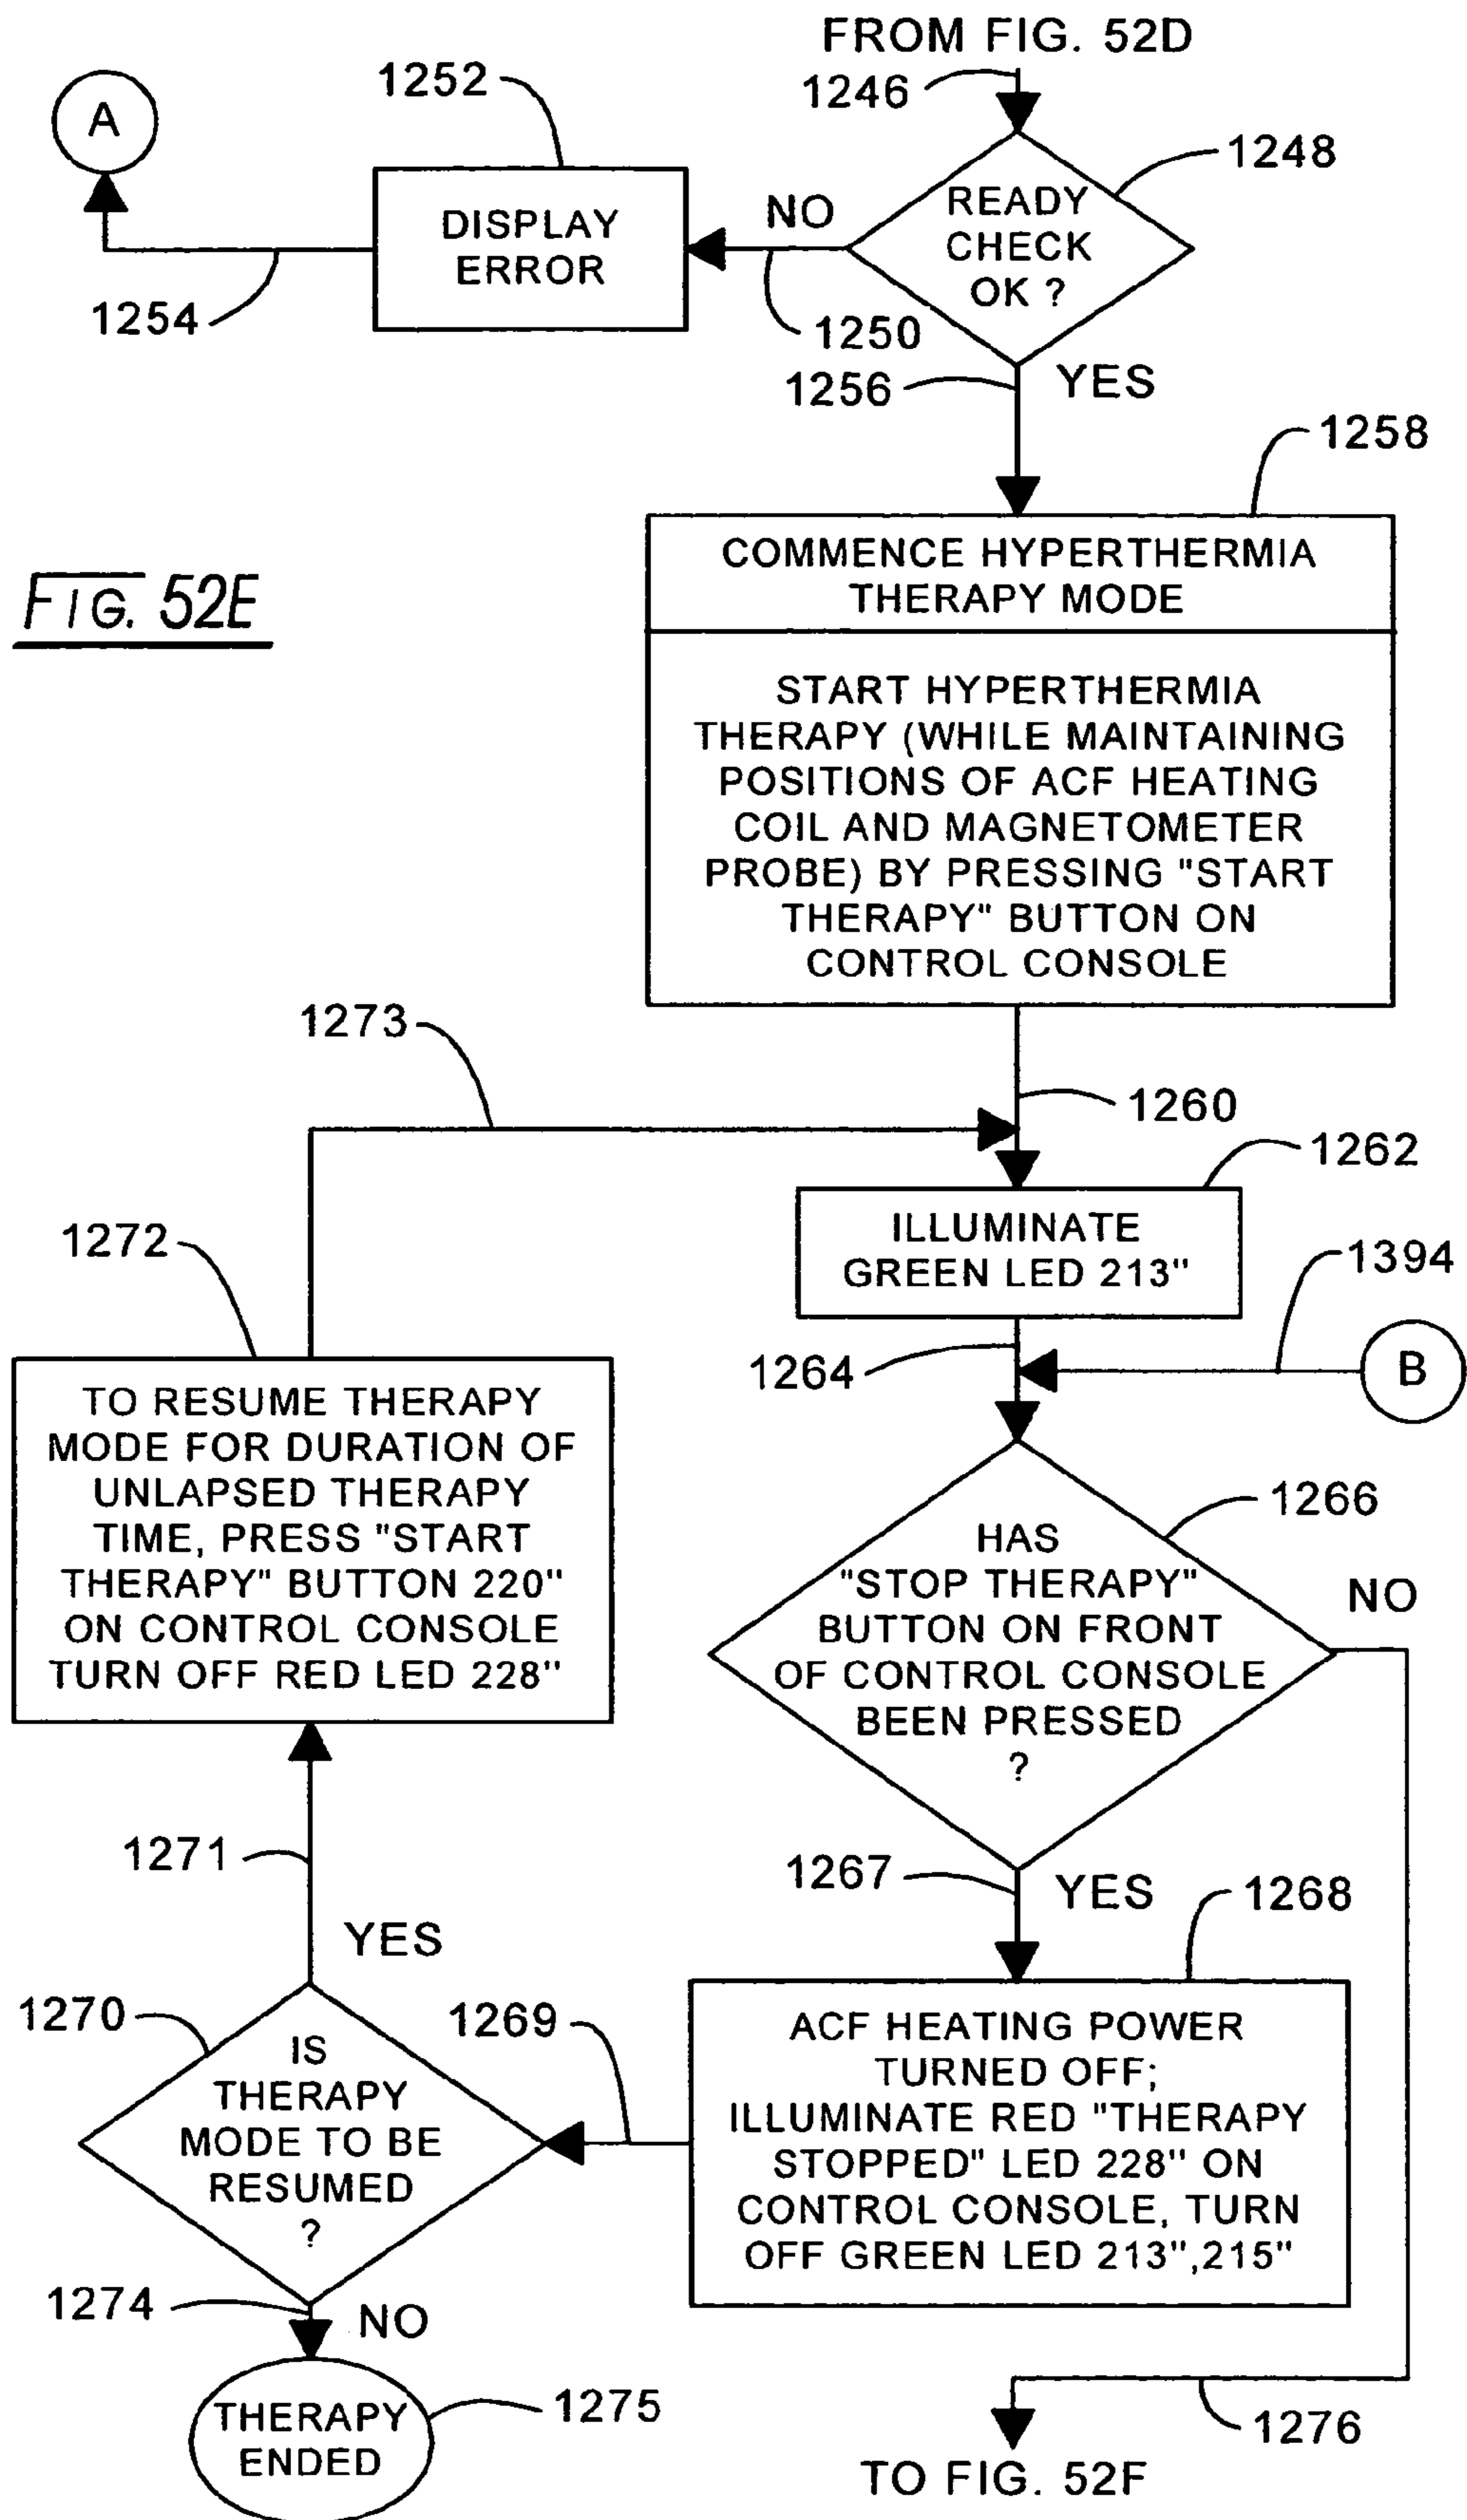 FROM FIG. 52D
1252
1246
A
1248
READY
CHECK
OK ?
NO
DISPLAY
ERROR
1254
1250
1256
YES
1258
COMMENCE HYPERTHERMIA
THERAPY MODE
FIG. 52E
START HYPERTHERMIA
THERAPY (WHILE MAINTAINING
POSITIONS OF ACF HEATING
COIL AND MAGNETOMETER
PROBE) BY PRESSING "START
THERAPY" BUTTON ON
CONTROL CONSOLE
1273
1260
1262
ILLUMINATE
GREEN LED 213"
1272
1394
1264
B
TO RESUME THERAPY
MODE FOR DURATION OF
UNLAPSED THERAPY
TIME, PRESS "START
THERAPY" BUTTON 220"
ON CONTROL CONSOLE
TURN OFF RED LED 228"
1266
HAS
"STOP THERAPY"
BUTTON ON FRONT
OF CONTROL CONSOLE
BEEN PRESSED
?
NO
1271
1267
YES
1268
YES
1270
1269
IS
THERAPY
MODE TO BE
RESUMED
?
ACF HEATING POWER
TURNED OFF;
ILLUMINATE RED "THERAPY
STOPPED" LED 228" ON
CONTROL CONSOLE, TURN
OFF GREEN LED 213",215"
1274
NO
THERAPY
ENDED
1275
1276
TO FIG. 52F